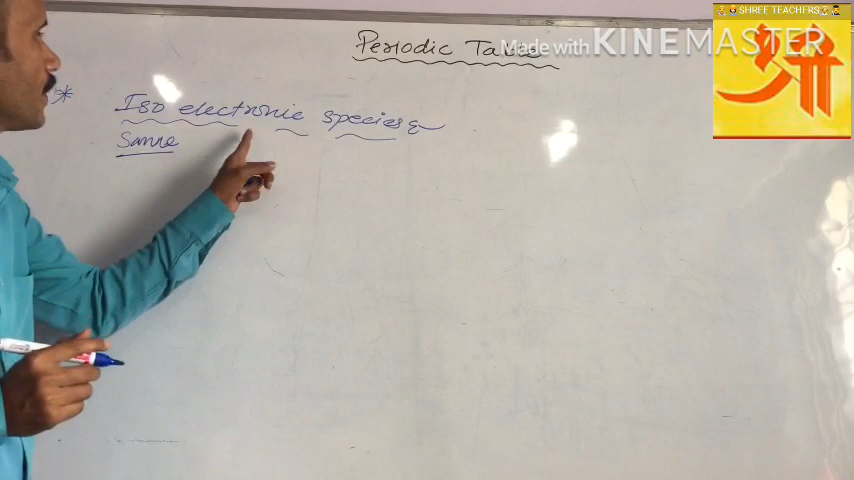 SHREE TEACHERS
Periodic Table
Made with KINEMASTER
श्री
* Iso electronic species
Same